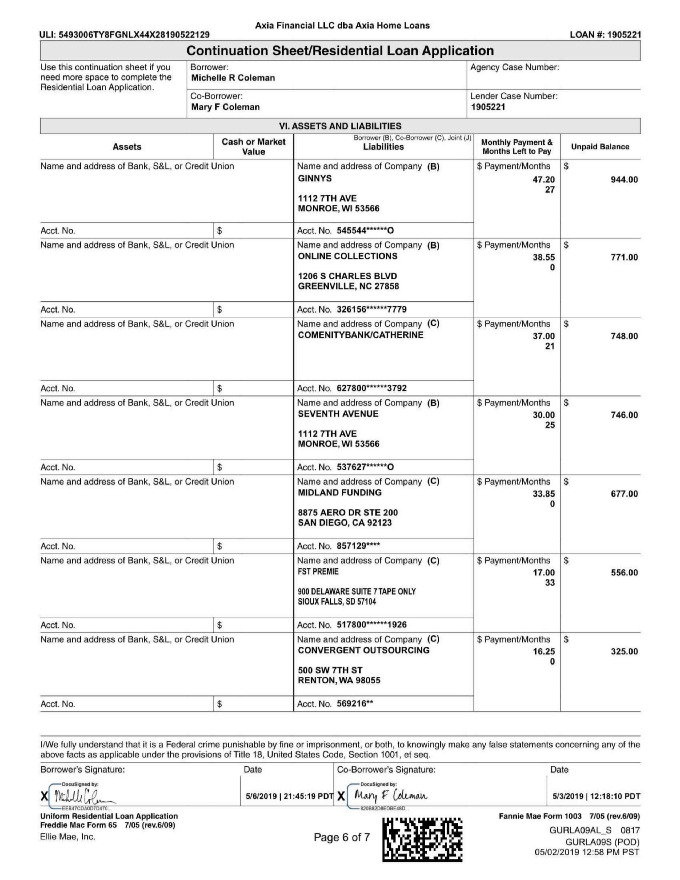 Axia Financial LLC dba Axia Home Loans
ULI: 5493006TY8FGNLX44X28190522129
LOAN #: 1905221
Continuation Sheet/Residential Loan Application
Use this continuation sheet if you
need more space to complete the
Residential Loan Application.
Borrower:
Michelle R Coleman
Agency Case Number:
Co-Borrower:
Mary F Coleman
Lender Case Number:
1905221
VI. ASSETS AND LIABILITIES
Assets
Cash or Market
Value
Borrower (B), Co-Borrower (C), Joint (J)
Liabilities
Monthly Payment &
Months Left to Pay
Unpaid Balance
Name and address of Bank, S&L, or Credit Union
Name and address of Company (B)
GINNYS
1112 7TH AVE
MONROE, WI 53566
$ Payment/Months
47.20
27
$
944.00
Acct. No.
$
Acct. No. 545544******O
Name and address of Bank, S&L, or Credit Union
Name and address of Company (B)
ONLINE COLLECTIONS
1206 S CHARLES BLVD
GREENVILLE, NC 27858
$ Payment/Months
38.55
0
$
771.00
Acct. No.
$
Acct. No. 326156******7779
Name and address of Bank, S&L, or Credit Union
Name and address of Company (C)
COMENITYBANK/CATHERINE
$ Payment/Months
37.00
21
$
748.00
Acct. No.
$
Acct. No. 627800******3792
Name and address of Bank, S&L, or Credit Union
Name and address of Company (B)
SEVENTH AVENUE
1112 7TH AVE
MONROE, WI 53566
$ Payment/Months
30.00
25
$
746.00
Acct. No.
$
Acct. No. 537627******O
Name and address of Bank, S&L, or Credit Union
Name and address of Company (C)
MIDLAND FUNDING
8875 AERO DR STE 200
SAN DIEGO, CA 92123
$ Payment/Months
33.85
0
$
677.00
Acct. No.
$
Acct. No. 857129****
Name and address of Bank, S&L, or Credit Union
Name and address of Company (C)
FST PREMIE
900 DELAWARE SUITE 7 TAPE ONLY
SIOUX FALLS, SD 57104
$ Payment/Months
17.00
33
$
556.00
Acct. No.
$
Acct. No. 517800******1926
Name and address of Bank, S&L, or Credit Union
Name and address of Company (C)
CONVERGENT OUTSOURCING
500 SW 7TH ST
RENTON, WA 98055
$ Payment/Months
16.25
0
$
325.00
Acct. No.
$
Acct. No. 569216**
I/We fully understand that it is a Federal crime punishable by fine or imprisonment, or both, to knowingly make any false statements concerning any of the
above facts as applicable under the provisions of Title 18, United States Code, Section 1001, et seq.
Borrower's Signature:
Date
Co-Borrower's Signature:
Date
DocuSigned by:
X
5/6/2019 | 21:45:19 PDT
DocuSigned by:
X Mary F Coleman
5/3/2019 | 12:18:10 PDT
Uniform Residential Loan Application
Freddie Mac Form 65 7/05 (rev.6/09)
Ellie Mae, Inc.
Page 6 of 7
Fannie Mae Form 1003 7/05 (rev.6/09)
GURLA09AL_S 0817
GURLA09S (POD)
05/02/2019 12:58 PM PST